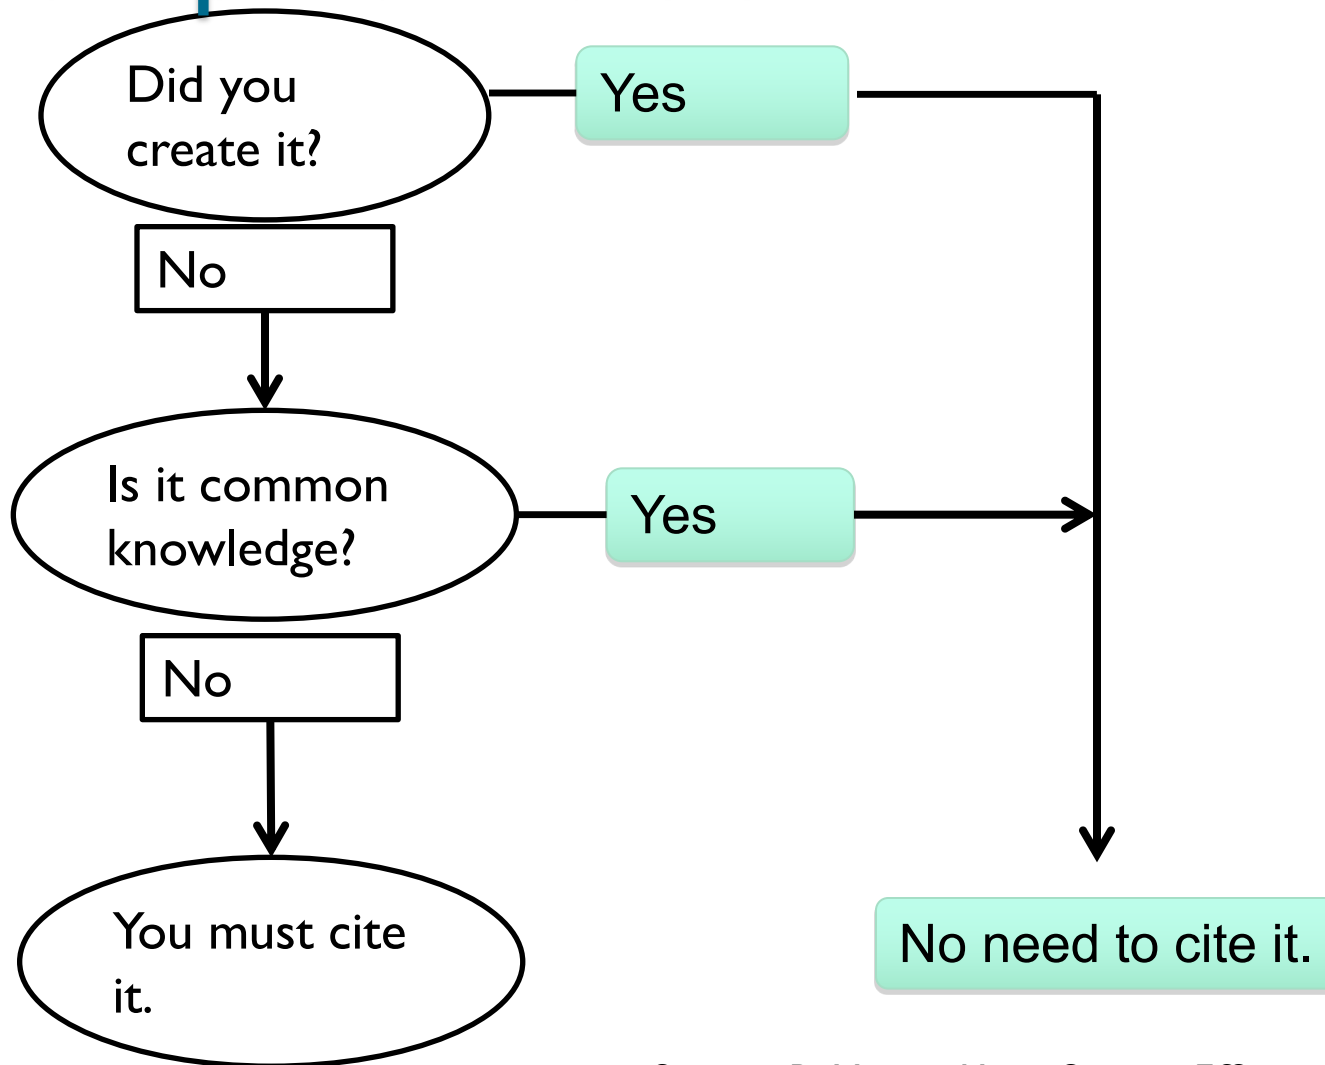 Did you
create it?
Yes
No
Is it common
knowledge?
Yes
No
You must cite
it.
No need to cite it.